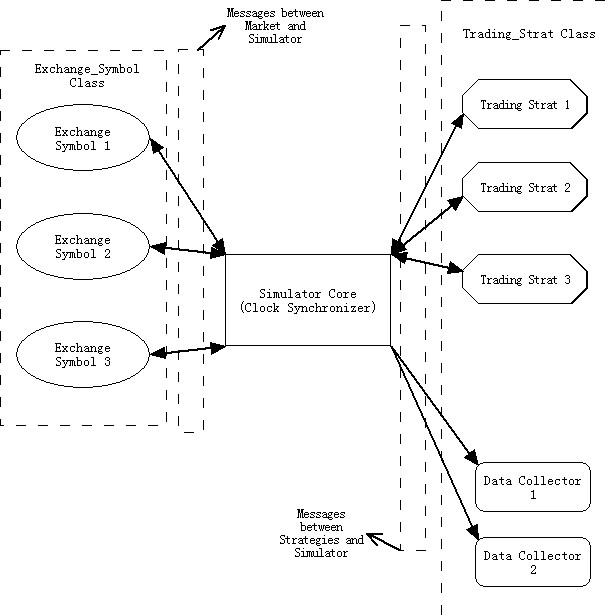 Messages between
Market and
Simulator
Trading_Strat Class
Exchange_Symbol
Class
Exchange
Symbol 1
Exchange
Symbol 2
Exchange
Symbol 3
Simulator Core
(Clock Synchronizer)
Trading Strat 1
Trading Strat 2
Trading Strat 3
Data Collector
1
Data Collector
2
Messages
between
Strategies and
Simulator